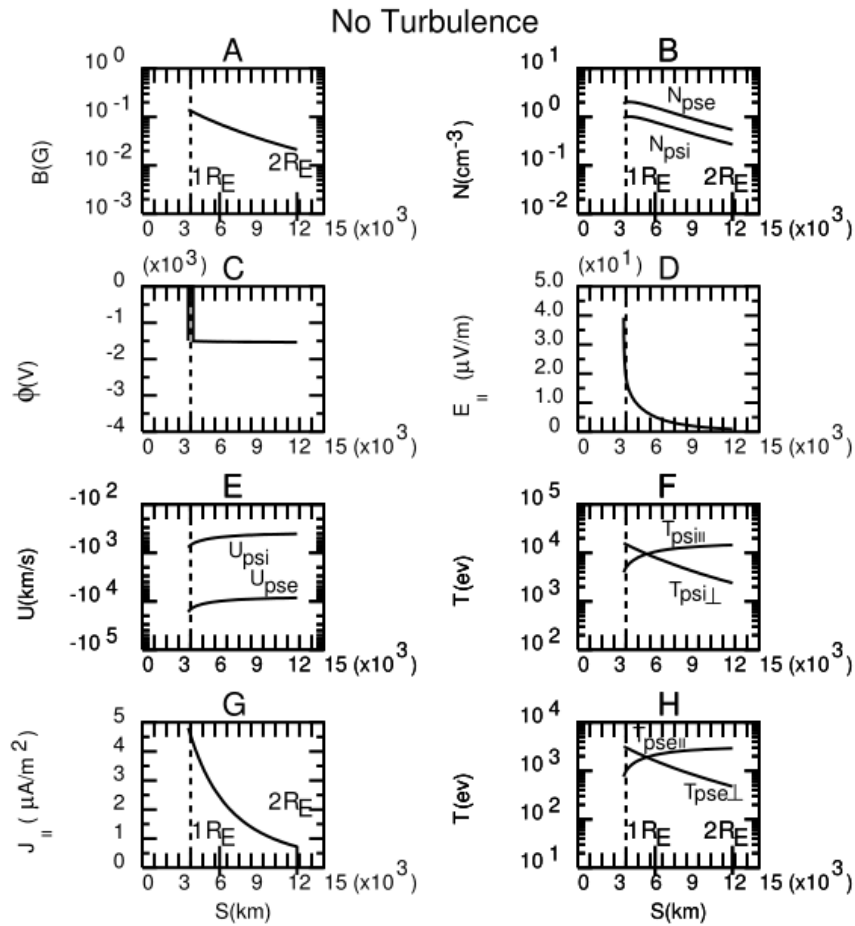 No Turbulence
A
10^0
10^-1
10^-2
10^-3
B(G)
1R_E
2R_E
0 3 6 9 12 15 (x10^3)
B
10^1
10^0
10^-1
10^-2
N(cm^-3)
N_pse
N_psi
1R_E
2R_E
0 3 6 9 12 15 (x10^3)
(x10^3)
C
0
-1
-2
-3
-4
ϕ(V)
0 3 6 9 12 15 (x10^3)
(x10^1)
D
5.0
4.0
3.0
2.0
1.0
0
E_|| (μV/m)
0 3 6 9 12 15 (x10^3)
E
-10^2
-10^3
-10^4
-10^5
U(km/s)
U_psi
U_pse
0 3 6 9 12 15 (x10^3)
F
10^5
10^4
10^3
10^2
T(ev)
T_psi||
T_psi⊥
0 3 6 9 12 15 (x10^3)
G
5
4
3
2
1
0
J_|| (μA/m^2)
1R_E
2R_E
0 3 6 9 12 15 (x10^3)
S(km)
H
10^4
10^3
10^2
10^1
T(ev)
T_pse||
T_pse⊥
1R_E
2R_E
0 3 6 9 12 15 (x10^3)
S(km)